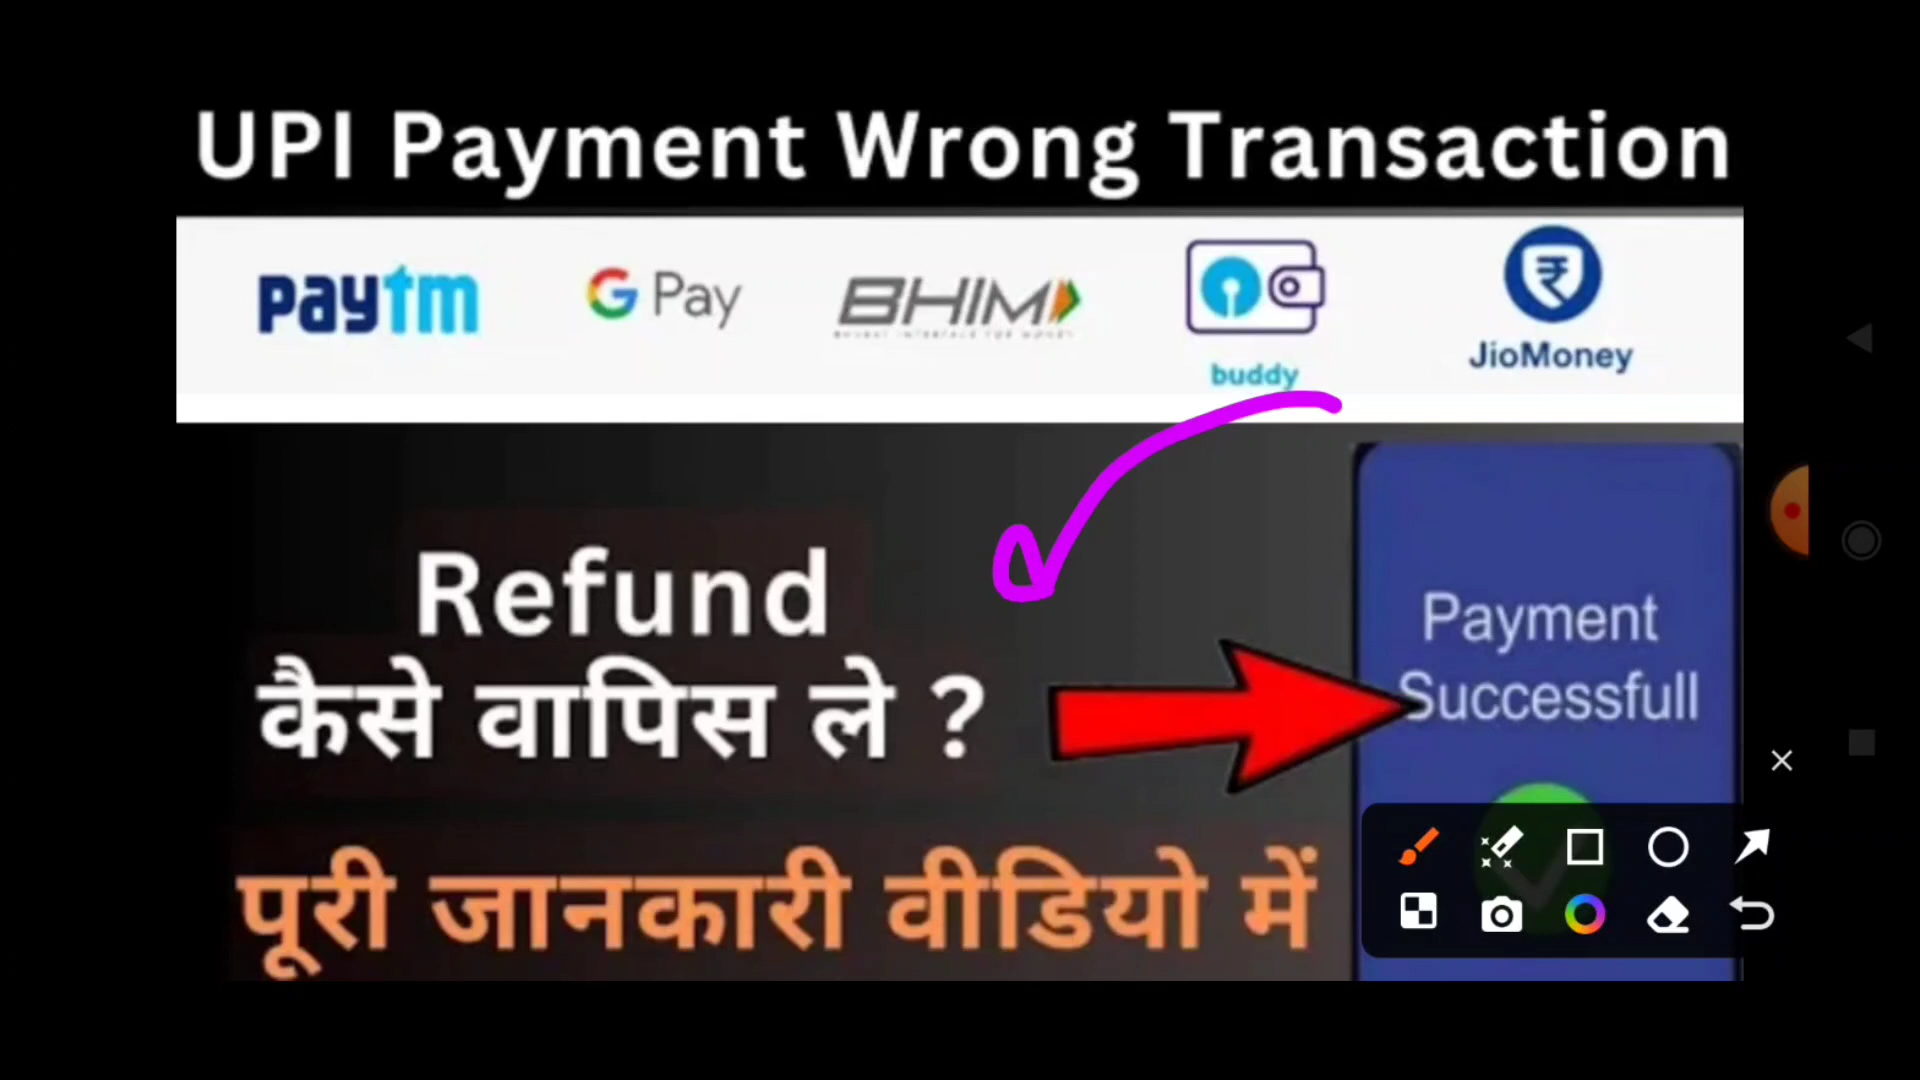 UPI Payment Wrong Transaction
paytm G Pay BHIM buddy JioMoney
Refund
कैसे वापिस ले ?
Payment
Successfull
पूरी जानकारी वीडियो में